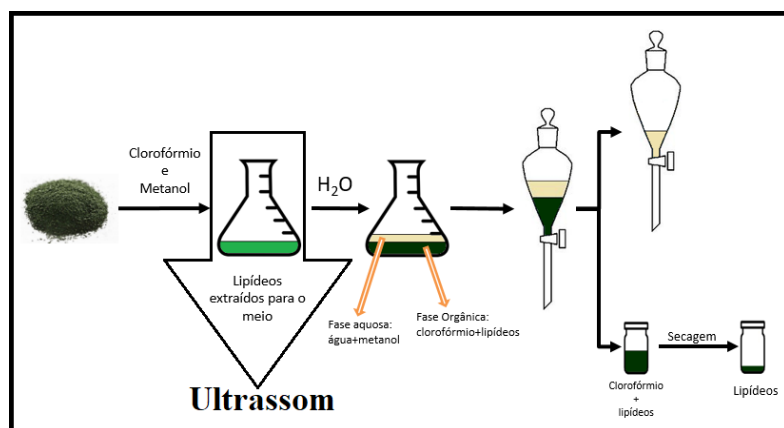 Clorofórmio
e
Metanol
H₂O
Lipídeos
extraídos para o
meio
Ultrassom
Fase aquosa:
água+metanol
Fase Orgânica:
clorofórmio+lipídeos
Secagem
Clorofórmio
+
lipídeos
Lipídeos